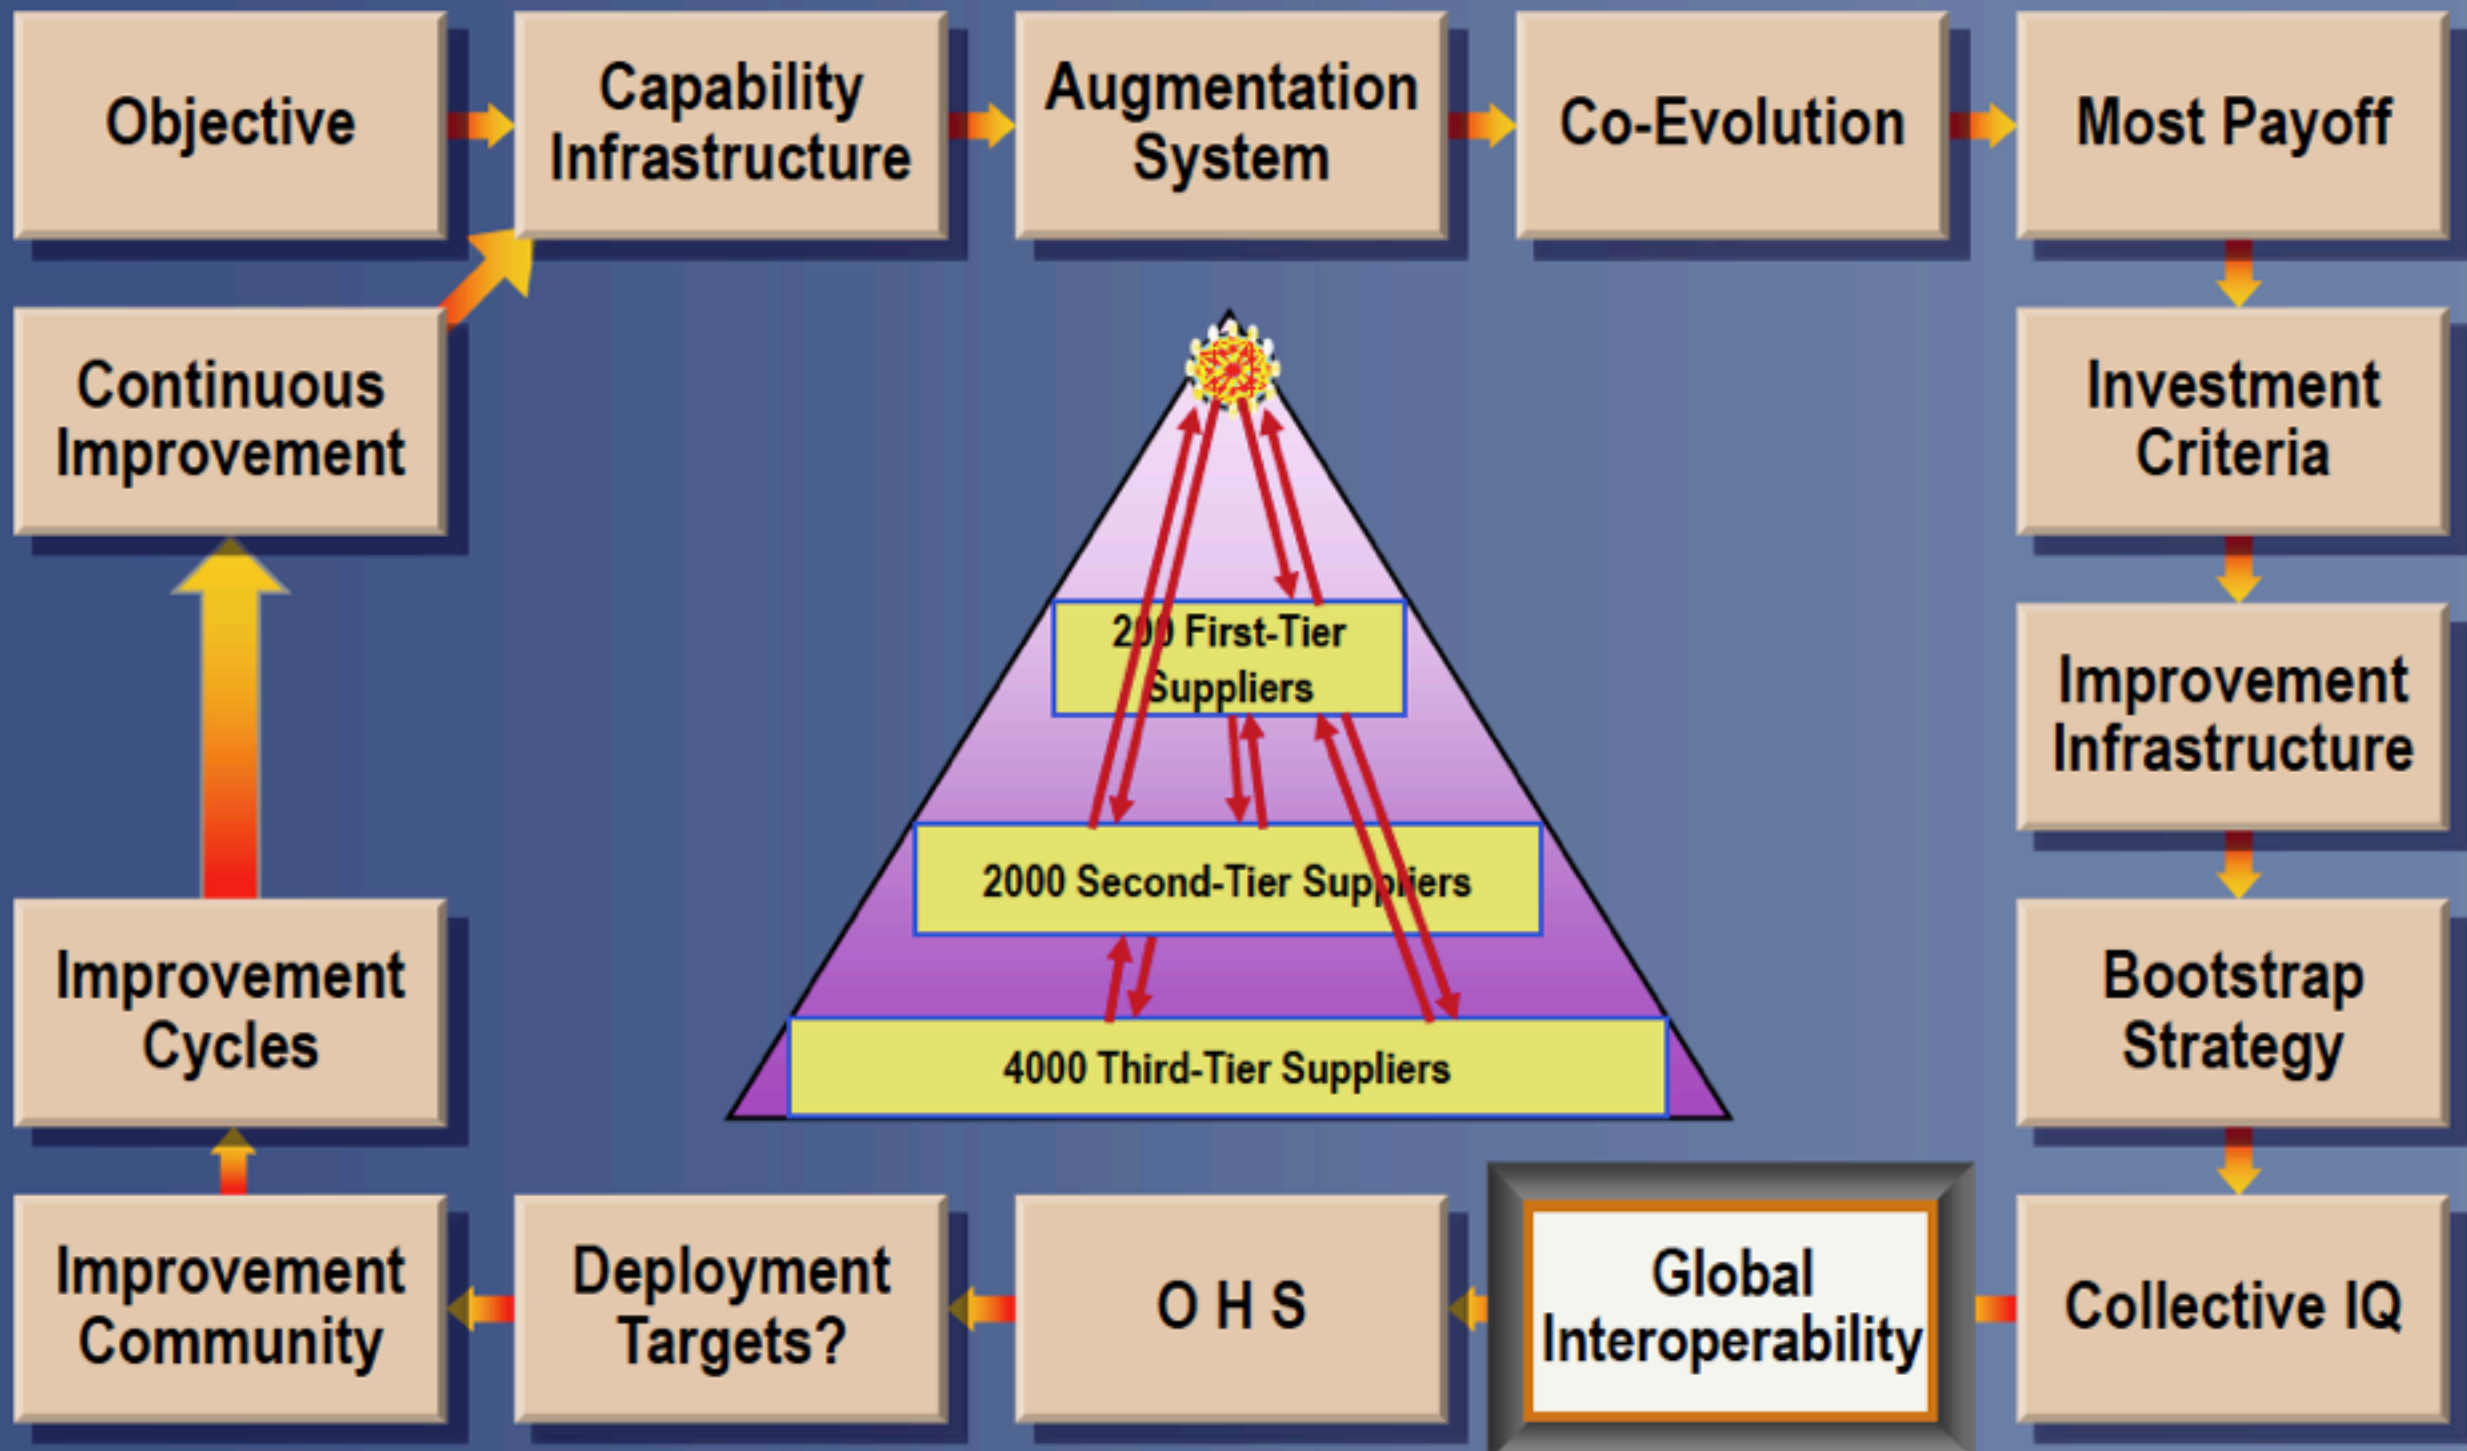 Objective
Capability
Infrastructure
Augmentation
System
Co-Evolution
Most Payoff
Continuous
Improvement
Investment
Criteria
200 First-Tier
Suppliers
Improvement
Infrastructure
2000 Second-Tier Suppliers
Improvement
Cycles
4000 Third-Tier Suppliers
Bootstrap
Strategy
Improvement
Community
Deployment
Targets?
O H S
Global
Interoperability
Collective IQ